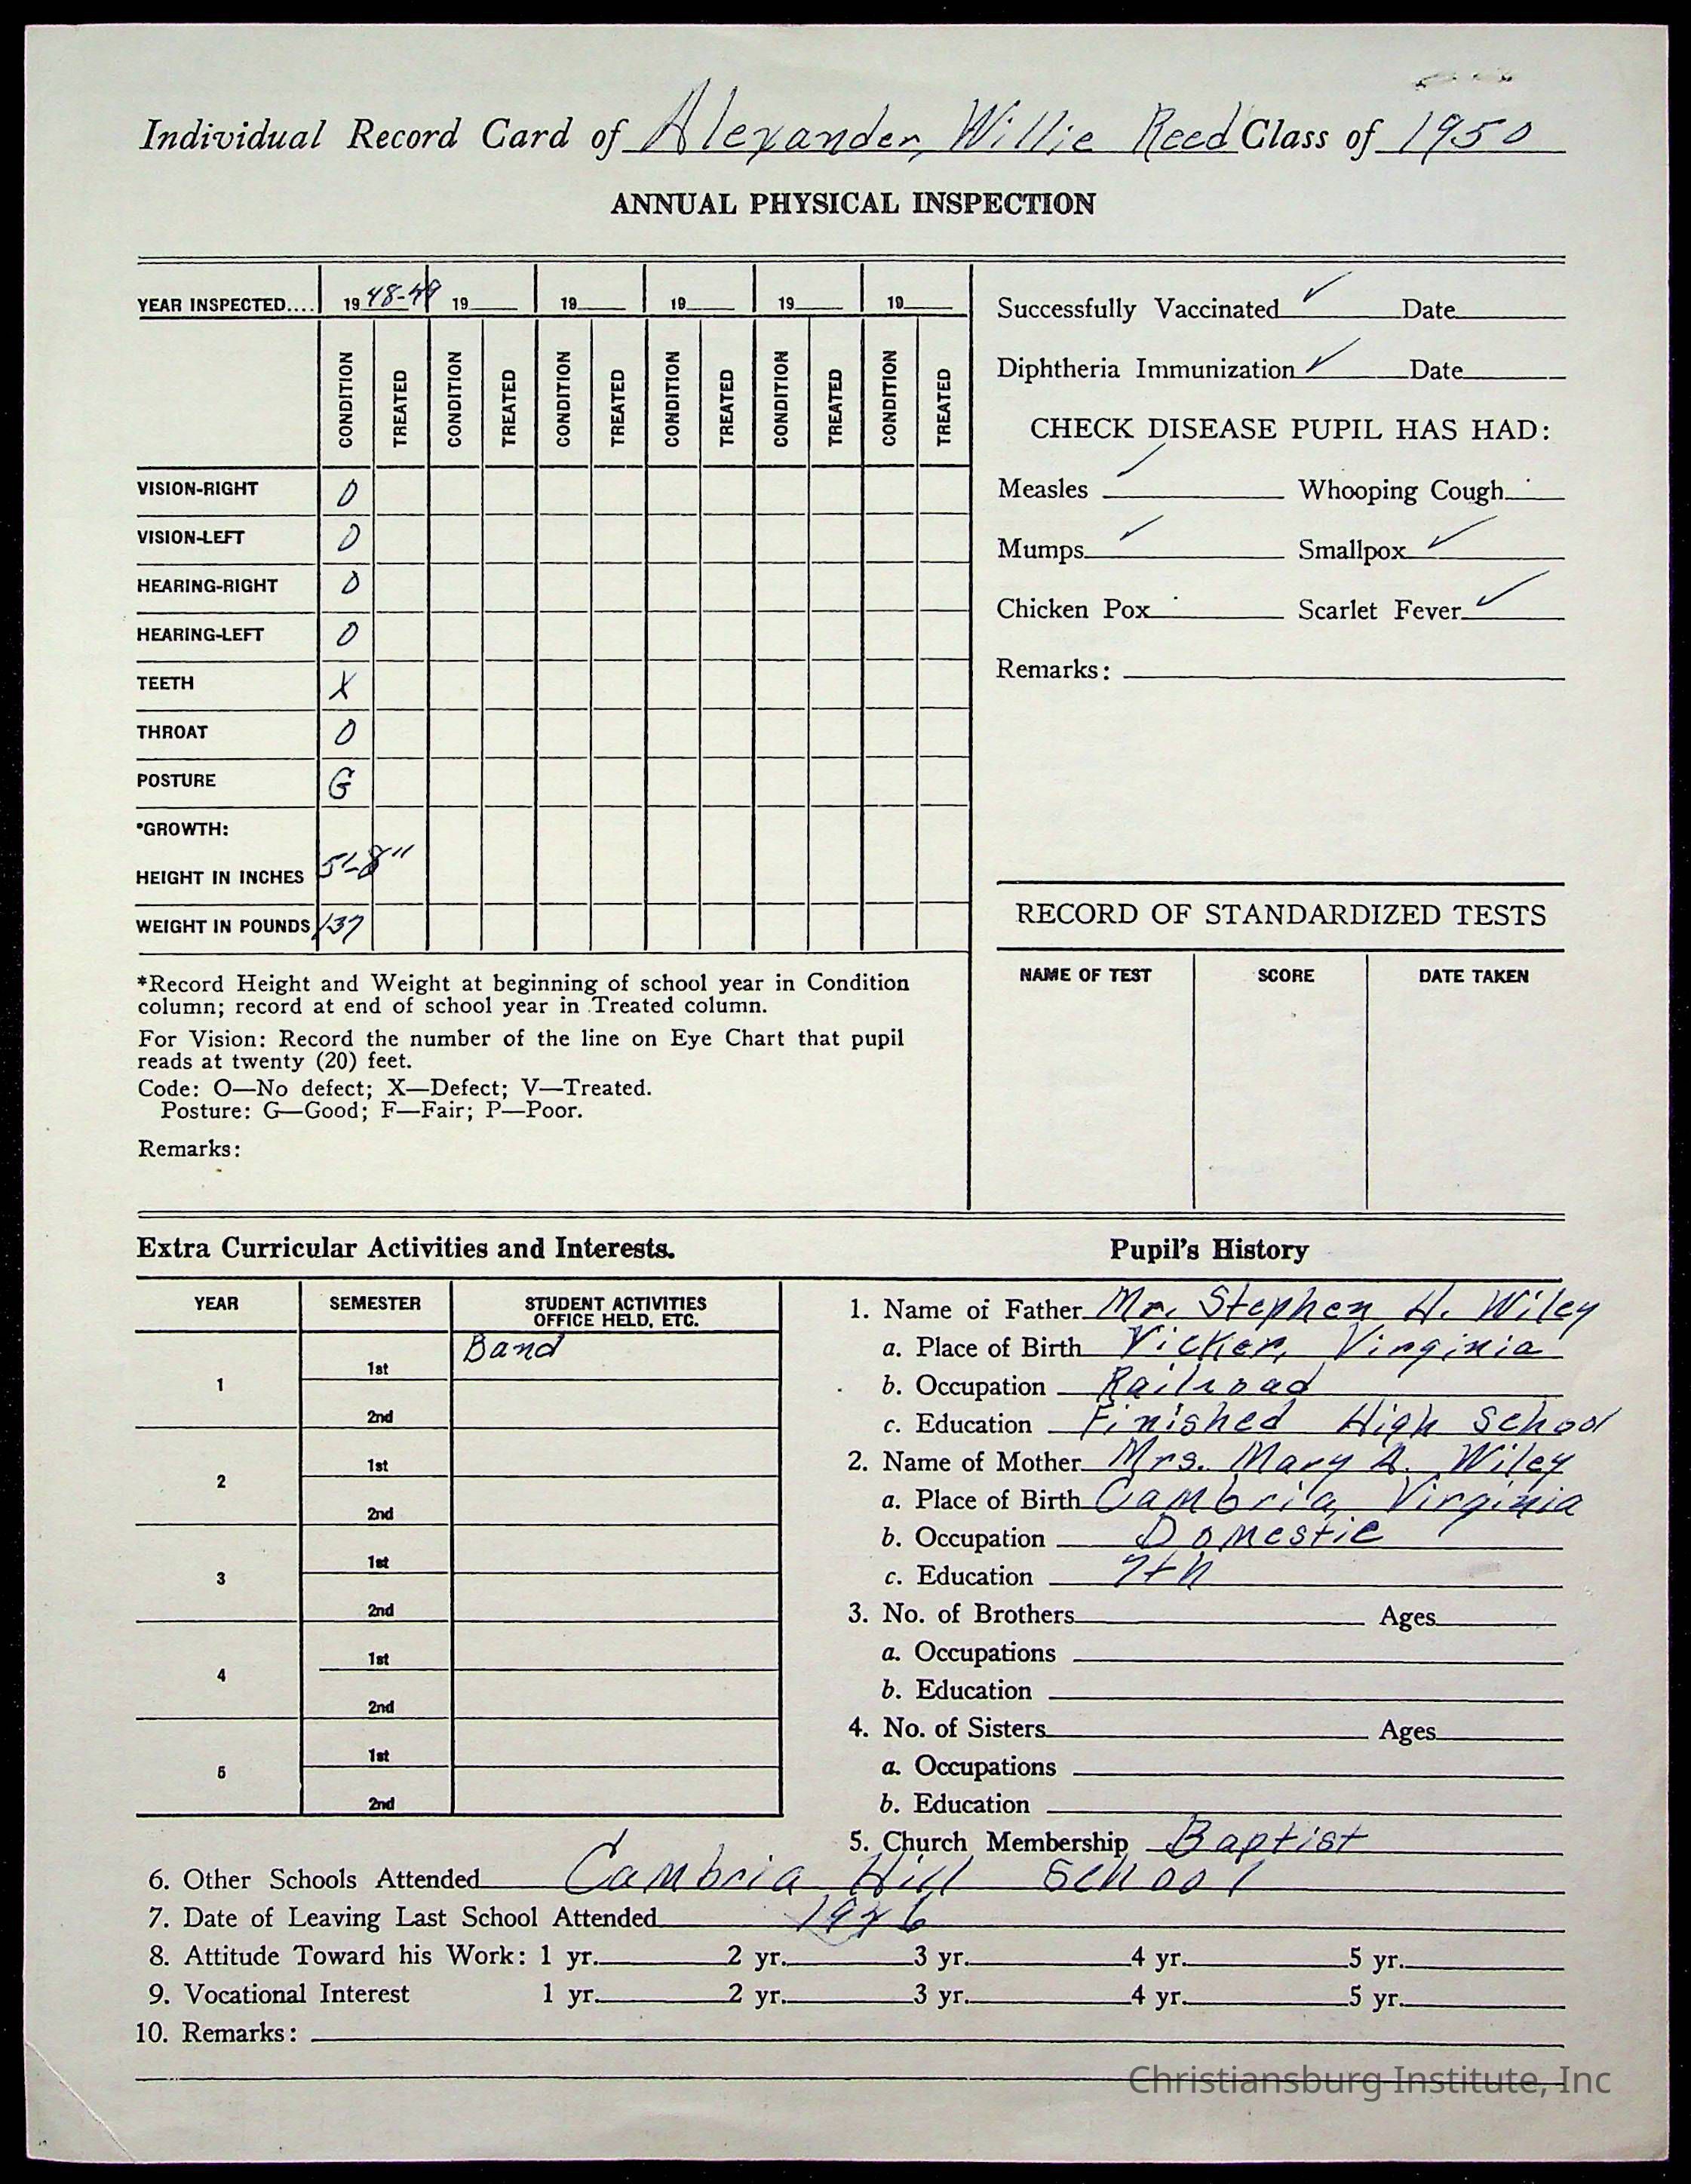 Individual Record Card of Alexander, Willie Reed Class of 1950
ANNUAL PHYSICAL INSPECTION
YEAR INSPECTED.... 19 48-49 19 19 19 19 19
CONDITION TREATED CONDITION TREATED CONDITION TREATED CONDITION TREATED CONDITION TREATED CONDITION TREATED
VISION-RIGHT O
VISION-LEFT O
HEARING-RIGHT O
HEARING-LEFT O
TEETH X
THROAT O
POSTURE G
*GROWTH:
HEIGHT IN INCHES 5'-8"
WEIGHT IN POUNDS 137
*Record Height and Weight at beginning of school year in Condition
column; record at end of school year in Treated column.
For Vision: Record the number of the line on Eye Chart that pupil
reads at twenty (20) feet.
Code: O—No defect; X—Defect; V—Treated.
Posture: G—Good; F—Fair; P—Poor.
Remarks:
Successfully Vaccinated ✓ Date
Diphtheria Immunization ✓ Date
CHECK DISEASE PUPIL HAS HAD:
Measles ✓ Whooping Cough
Mumps ✓ Smallpox ✓
Chicken Pox Scarlet Fever ✓
Remarks:
RECORD OF STANDARDIZED TESTS
NAME OF TEST SCORE DATE TAKEN
Extra Curricular Activities and Interests.
YEAR SEMESTER STUDENT ACTIVITIES
OFFICE HELD, ETC.
1 1st Band
2nd
2 1st
2nd
3 1st
2nd
4 1st
2nd
5 1st
2nd
Pupil's History
1. Name of Father Mr. Stephen H. Wiley
a. Place of Birth Vicker, Virginia
b. Occupation Railroad
c. Education Finished High School
2. Name of Mother Mrs. Mary A. Wiley
a. Place of Birth Cambria, Virginia
b. Occupation Domestic
c. Education 7th
3. No. of Brothers Ages
a. Occupations
b. Education
4. No. of Sisters Ages
a. Occupations
b. Education
5. Church Membership Baptist
6. Other Schools Attended Cambria Hill School
7. Date of Leaving Last School Attended 1946
8. Attitude Toward his Work: 1 yr. 2 yr. 3 yr. 4 yr. 5 yr.
9. Vocational Interest 1 yr. 2 yr. 3 yr. 4 yr. 5 yr.
10. Remarks:
Christiansburg Institute, Inc